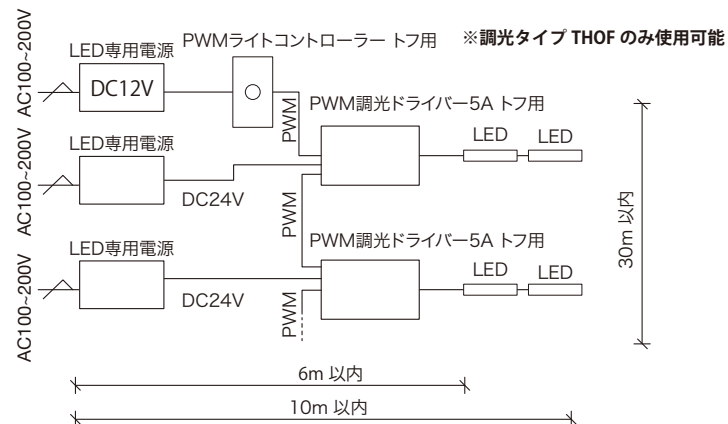 PWMライトコントローラー トフ用
※調光タイプ THOF のみ使用可能
LED専用電源
AC100~200V
DC12V
PWM
PWM調光ドライバー5A トフ用
LED
LED
LED専用電源
AC100~200V
DC24V
PWM
30m 以内
PWM調光ドライバー5A トフ用
LED専用電源
LED
LED
AC100~200V
DC24V
PWM
6m 以内
10m 以内